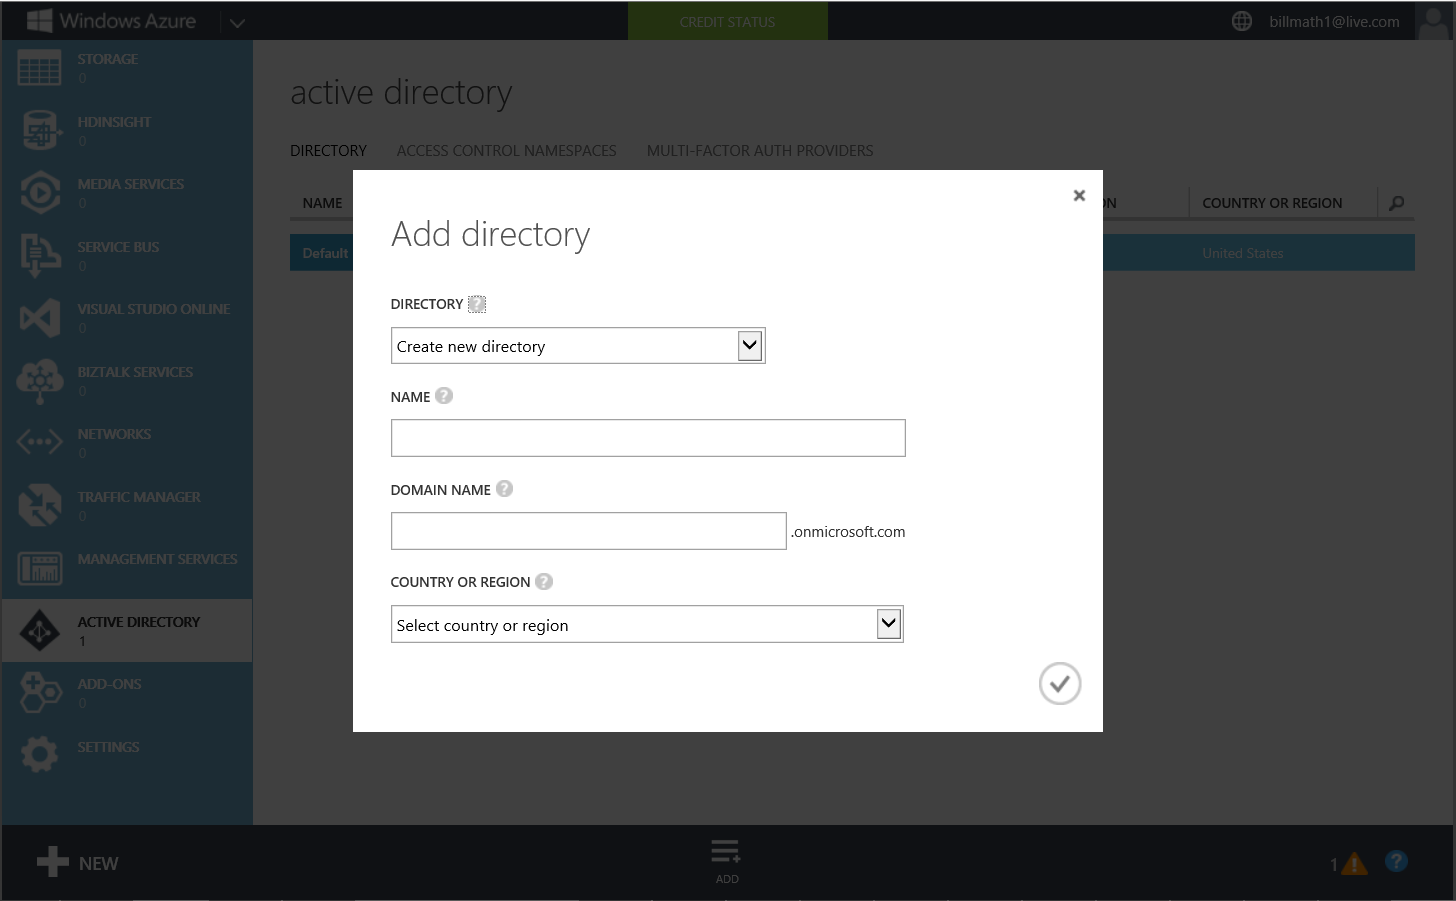 Windows Azure
CREDIT STATUS
billmath1@live.com
STORAGE
0
HDINSIGHT
0
MEDIA SERVICES
0
SERVICE BUS
0
VISUAL STUDIO ONLINE
0
BIZTALK SERVICES
0
NETWORKS
0
TRAFFIC MANAGER
0
MANAGEMENT SERVICES
ACTIVE DIRECTORY
1
ADD-ONS
0
SETTINGS
active directory
DIRECTORY ACCESS CONTROL NAMESPACES MULTI-FACTOR AUTH PROVIDERS
NAME ON COUNTRY OR REGION
Default United States
Add directory
DIRECTORY ?
Create new directory
NAME ?
DOMAIN NAME ?
.onmicrosoft.com
COUNTRY OR REGION ?
Select country or region
NEW
ADD
1 ! ?